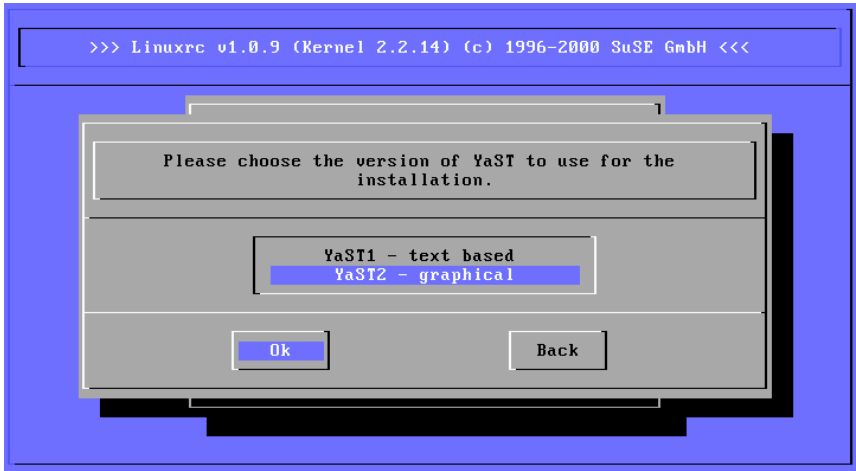 >>> Linuxrc v1.0.9 (Kernel 2.2.14) (c) 1996-2000 SuSE GmbH <<<
Please choose the version of YaST to use for the
installation.
YaST1 - text based
YaST2 - graphical
Ok
Back